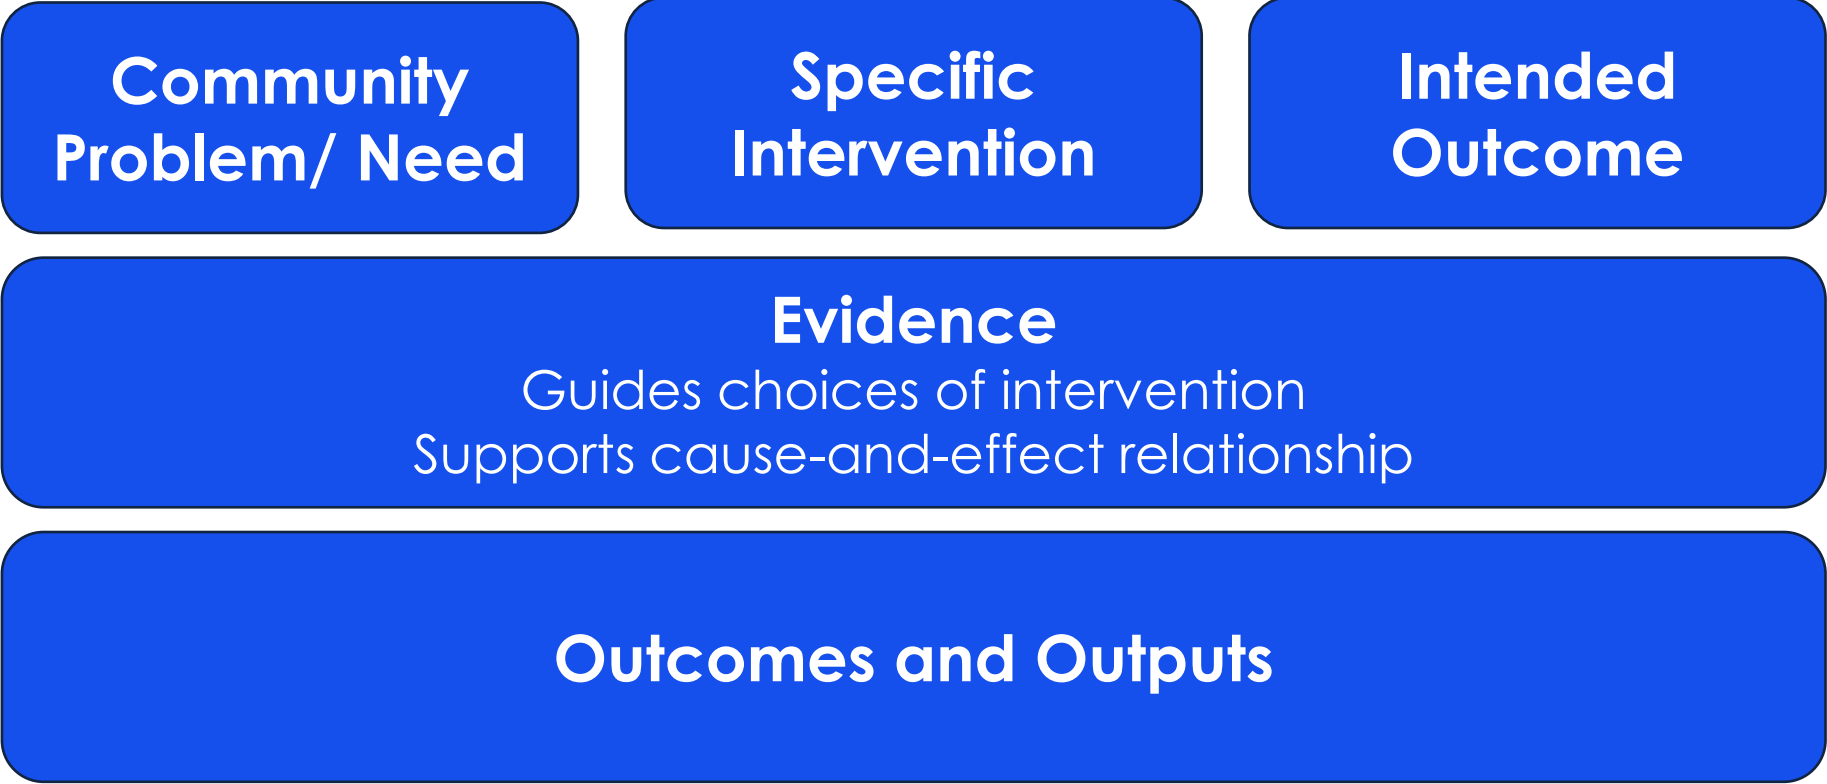 Community
Problem/ Need
Specific
Intervention
Intended
Outcome
Evidence
Guides choices of intervention
Supports cause-and-effect relationship
Outcomes and Outputs